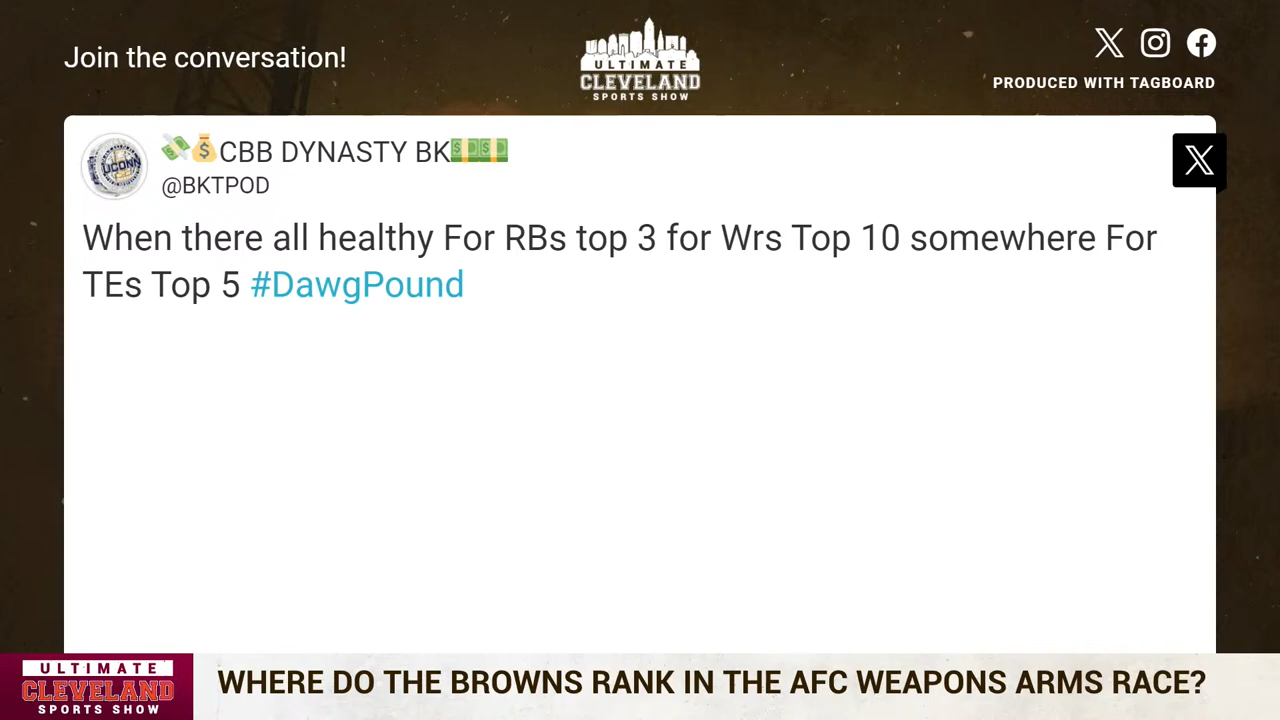 Join the conversation!
ULTIMATE
CLEVELAND
SPORTS SHOW
PRODUCED WITH TAGBOARD
UCONN
💸💰CBB DYNASTY BK💵💵
@BKTPOD
When there all healthy For RBs top 3 for Wrs Top 10 somewhere For
TEs Top 5 #DawgPound
ULTIMATE
CLEVELAND
SPORTS SHOW
WHERE DO THE BROWNS RANK IN THE AFC WEAPONS ARMS RACE?